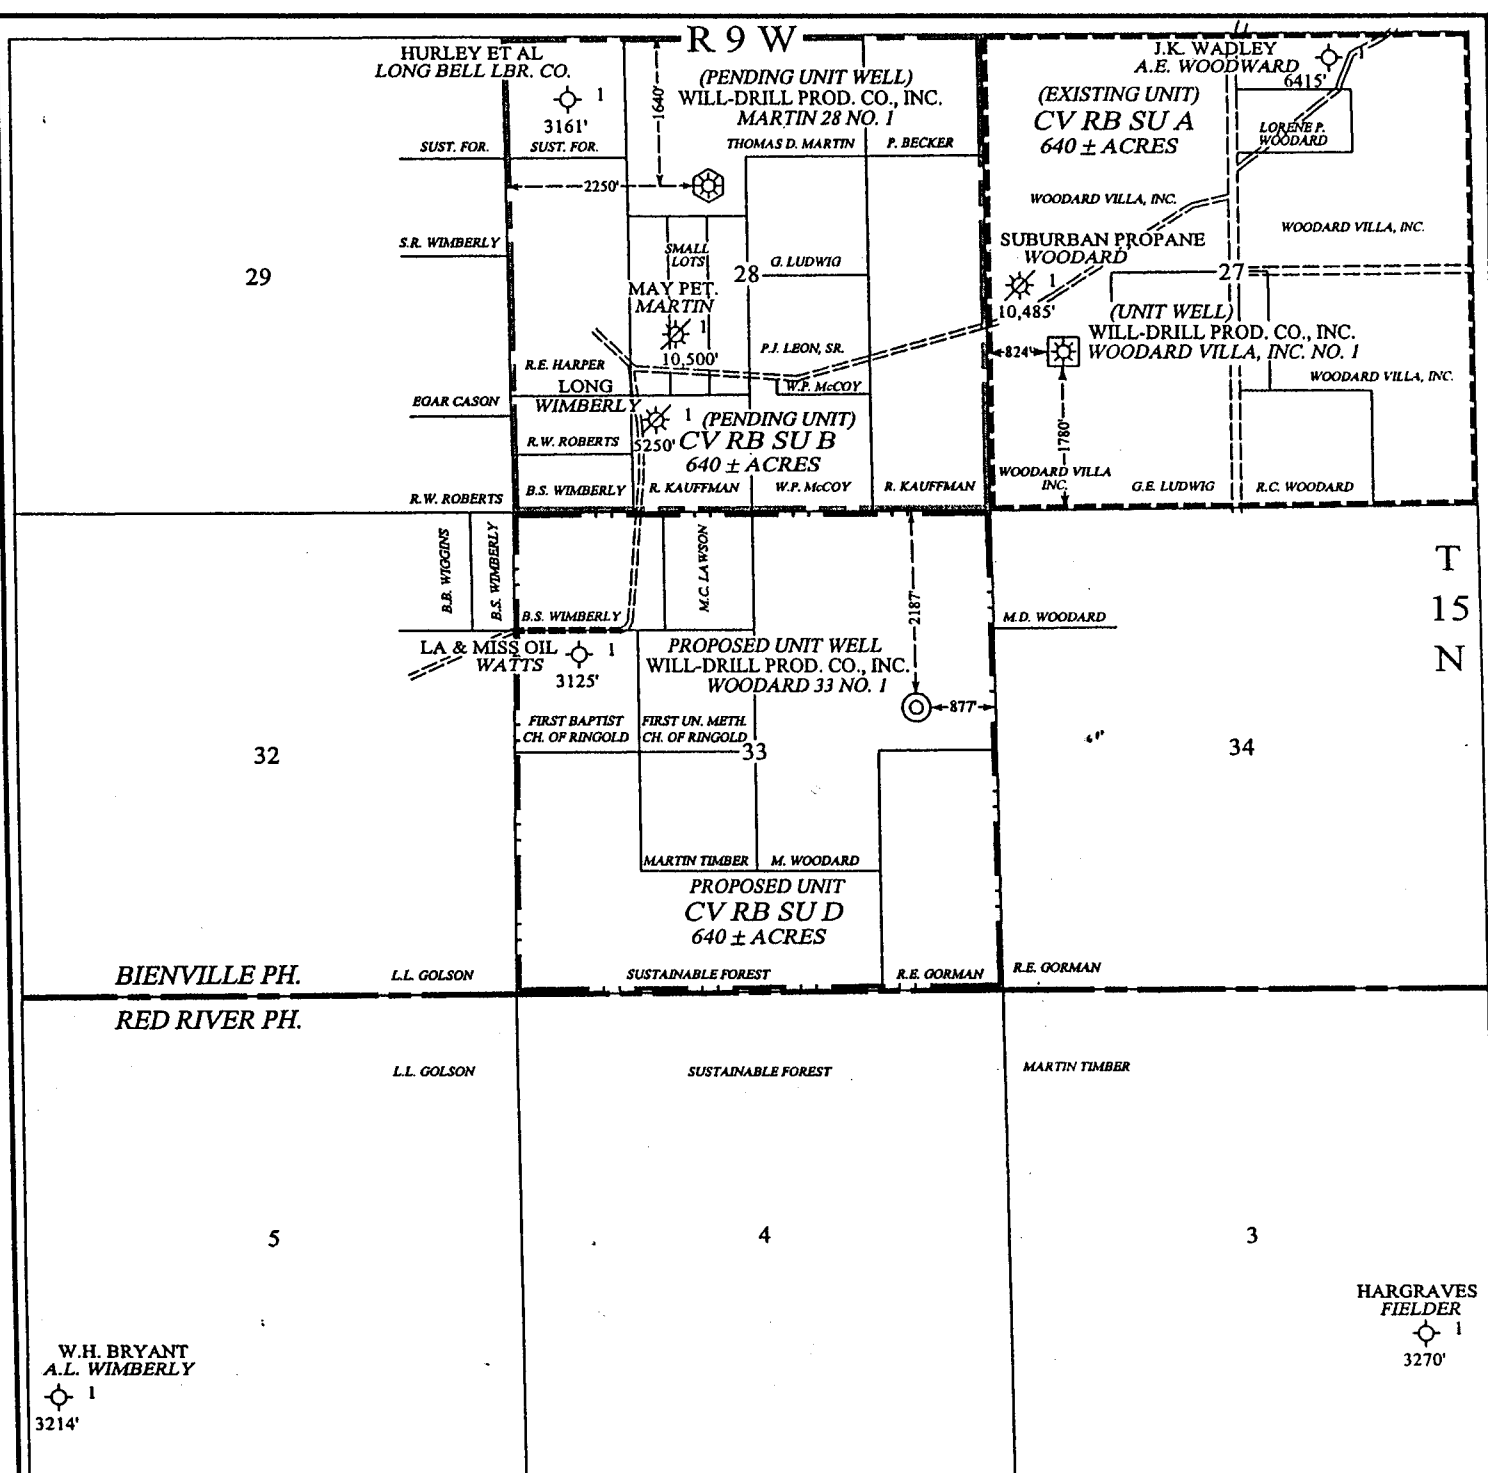 R 9 W
HURLEY ET AL
LONG BELL LBR. CO.
1
3161'
SUST. FOR.
SUST. FOR.
1640'
(PENDING UNIT WELL)
WILL-DRILL PROD. CO., INC.
MARTIN 28 NO. 1
THOMAS D. MARTIN
P. BECKER
2250'
J.K. WADLEY
A.E. WOODWARD
1
6415'
(EXISTING UNIT)
CV RB SU A
640 ± ACRES
LORENE P.
WOODARD
WOODARD VILLA, INC.
WOODARD VILLA, INC.
S.R. WIMBERLY
29
SMALL
LOTS
28
G. LUDWIG
MAY PET.
MARTIN
1
10,500'
SUBURBAN PROPANE
WOODARD
1
10,485'
27
(UNIT WELL)
WILL-DRILL PROD. CO., INC.
WOODARD VILLA, INC. NO. 1
824'
1780'
WOODARD VILLA, INC.
P.J. LEON, SR.
R.E. HARPER
W.P. McCOY
EGAR CASON
LONG
WIMBERLY
1
5250'
(PENDING UNIT)
CV RB SU B
640 ± ACRES
R.W. ROBERTS
R.W. ROBERTS
B.S. WIMBERLY
R. KAUFFMAN
W.P. McCOY
R. KAUFFMAN
WOODARD VILLA
INC.
G.E. LUDWIG
R.C. WOODARD
B.B. WIGGINS
B.S. WIMBERLY
B.S. WIMBERLY
M.C. LAWSON
2187'
M.D. WOODARD
T
15
N
LA & MISS OIL
WATTS
1
3125'
PROPOSED UNIT WELL
WILL-DRILL PROD. CO., INC.
WOODARD 33 NO. 1
877'
FIRST BAPTIST
CH. OF RINGOLD
FIRST UN. METH.
CH. OF RINGOLD
32
33
34
MARTIN TIMBER
M. WOODARD
PROPOSED UNIT
CV RB SU D
640 ± ACRES
BIENVILLE PH.
L.L. GOLSON
SUSTAINABLE FOREST
R.E. GORMAN
R.E. GORMAN
RED RIVER PH.
L.L. GOLSON
SUSTAINABLE FOREST
MARTIN TIMBER
5
4
3
HARGRAVES
FIELDER
1
3270'
W.H. BRYANT
A.L. WIMBERLY
1
3214'